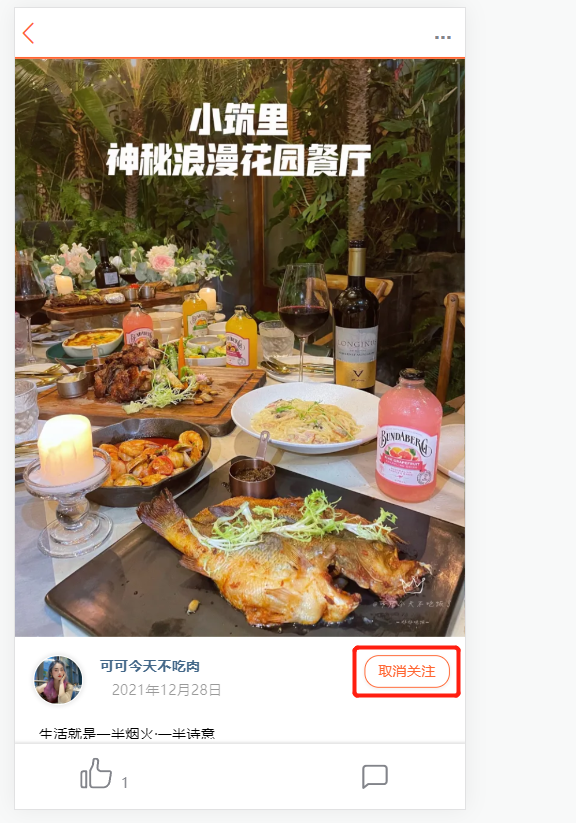 小筑里
神秘浪漫花园餐厅
LONGIKUM
BUNDABERG
可可今天不吃肉
取消关注
2021年12月28日
生活就是一半烟火·一半诗意
1